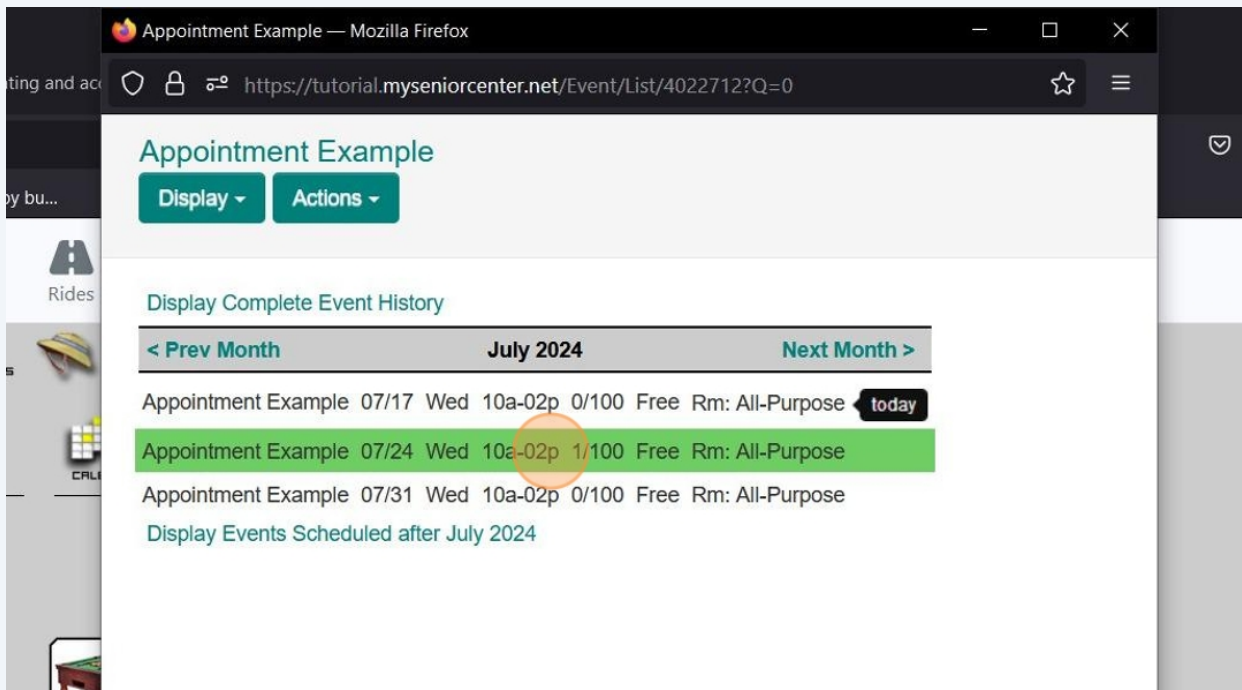 Appointment Example — Mozilla Firefox
https://tutorial.myseniorcenter.net/Event/List/4022712?Q=0
Appointment Example
Display Actions
Rides
Display Complete Event History
< Prev Month July 2024 Next Month >
Appointment Example 07/17 Wed 10a-02p 0/100 Free Rm: All-Purpose today
Appointment Example 07/24 Wed 10a-02p 1/100 Free Rm: All-Purpose
Appointment Example 07/31 Wed 10a-02p 0/100 Free Rm: All-Purpose
Display Events Scheduled after July 2024